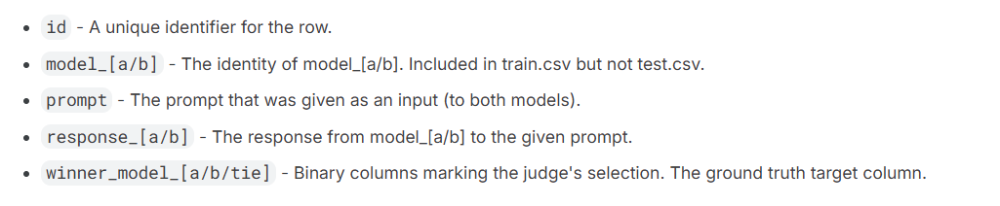 id - A unique identifier for the row.
model_[a/b] - The identity of model_[a/b]. Included in train.csv but not test.csv.
prompt - The prompt that was given as an input (to both models).
response_[a/b] - The response from model_[a/b] to the given prompt.
winner_model_[a/b/tie] - Binary columns marking the judge's selection. The ground truth target column.